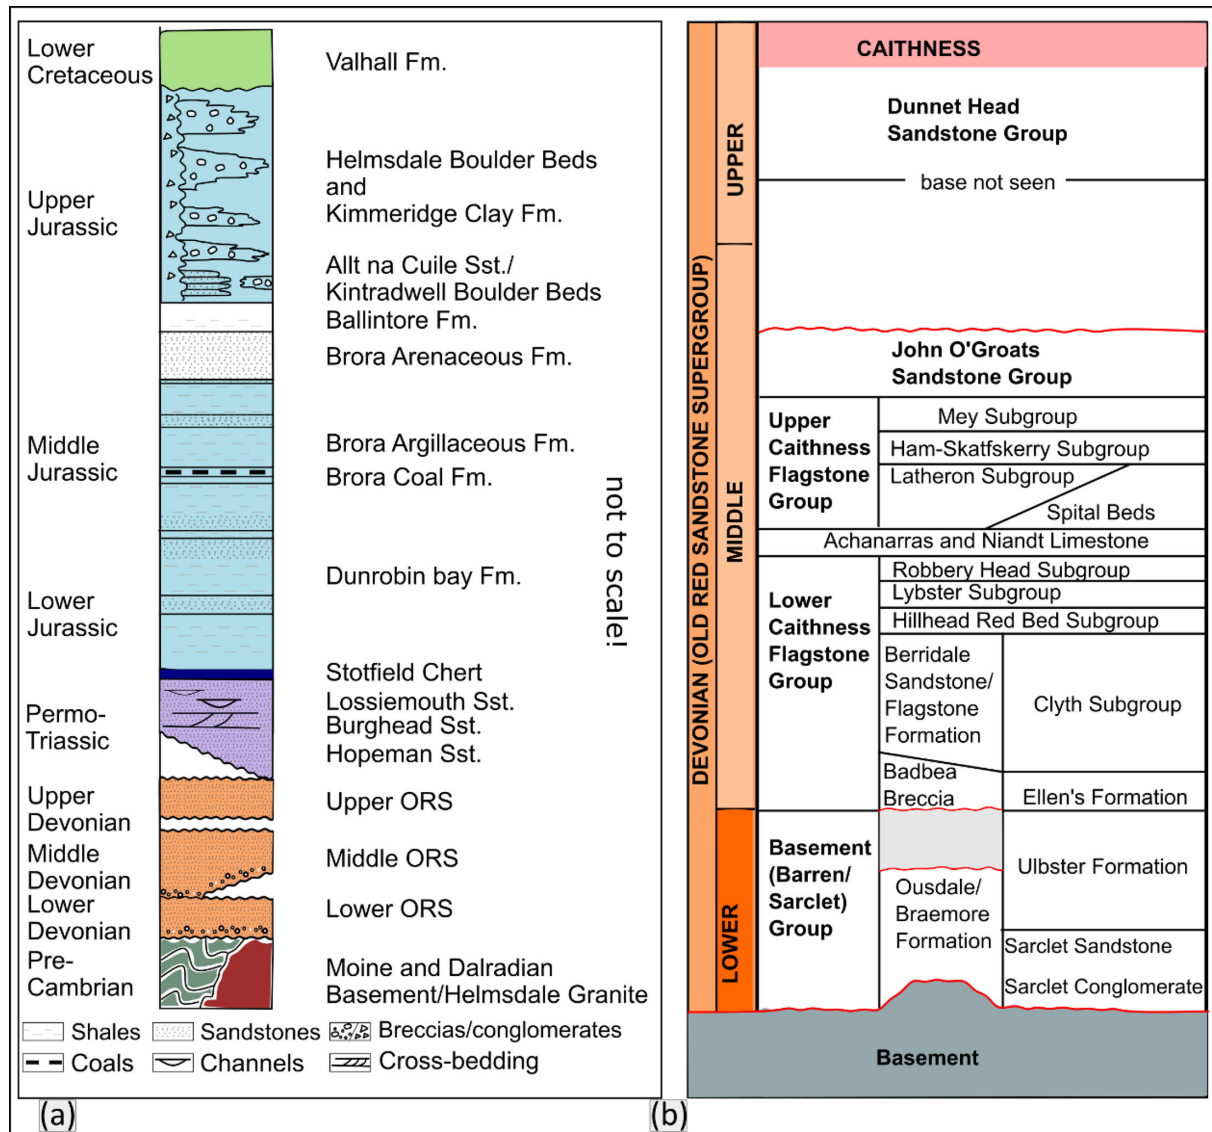 Lower
Cretaceous
Valhall Fm.
Upper
Jurassic
Helmsdale Boulder Beds
and
Kimmeridge Clay Fm.
Allt na Cuile Sst./
Kintradwell Boulder Beds
Ballintore Fm.
Brora Arenaceous Fm.
Middle
Jurassic
Brora Argillaceous Fm.
Brora Coal Fm.
Lower
Jurassic
Dunrobin bay Fm.
Stotfield Chert
Permo-
Triassic
Lossiemouth Sst.
Burghead Sst.
Hopeman Sst.
Upper
Devonian
Upper ORS
Middle
Devonian
Middle ORS
Lower
Devonian
Lower ORS
Pre-
Cambrian
Moine and Dalradian
Basement/Helmsdale Granite
not to scale!
Shales
Sandstones
Breccias/conglomerates
Coals
Channels
Cross-bedding
(a)
DEVONIAN (OLD RED SANDSTONE SUPERGROUP)
UPPER
MIDDLE
LOWER
CAITHNESS
Dunnet Head
Sandstone Group
base not seen
John O'Groats
Sandstone Group
Upper
Caithness
Flagstone
Group
Mey Subgroup
Ham-Skatfskerry Subgroup
Latheron Subgroup
Spital Beds
Achanarras and Niandt Limestone
Lower
Caithness
Flagstone
Group
Robbery Head Subgroup
Lybster Subgroup
Hillhead Red Bed Subgroup
Berridale
Sandstone/
Flagstone
Formation
Clyth Subgroup
Badbea
Breccia
Ellen's Formation
Basement
(Barren/
Sarclet)
Group
Ousdale/
Braemore
Formation
Ulbster Formation
Sarclet Sandstone
Sarclet Conglomerate
Basement
(b)